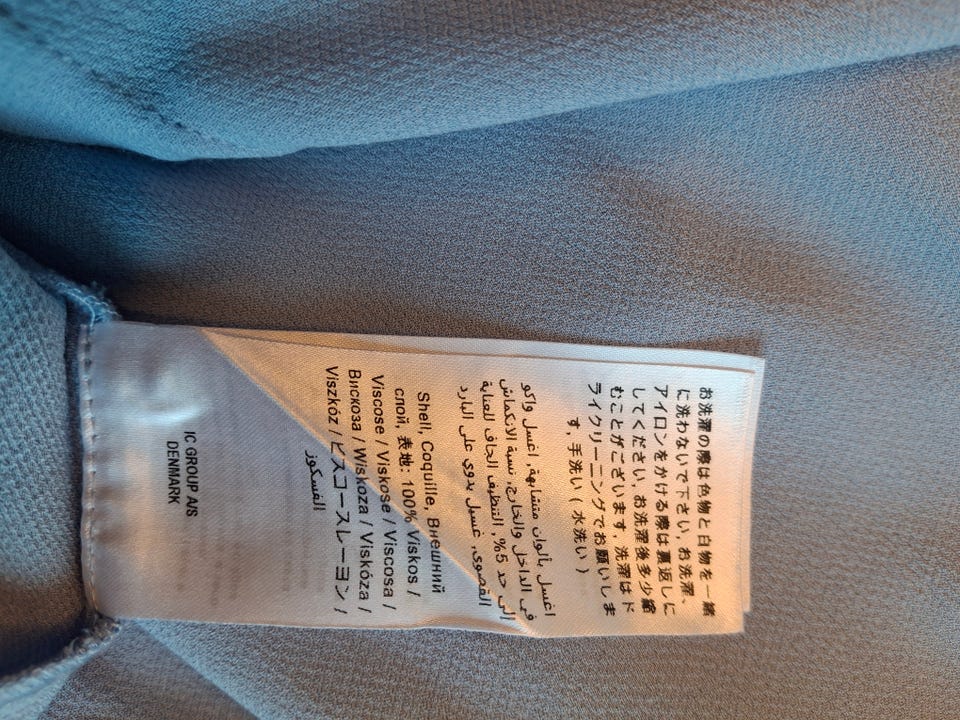 お洗濯の際は色物と白物を一緒
に洗わないで下さい, お洗濯、
アイロンをかける際は裏返しに
してください, お洗濯後多少縮
むことがございます, 洗濯はド
ライクリーニングでお願いしま
す, 手洗い ( 水洗い )
اغسل بألوان متشابهة, اغسل واكو
في الداخل والخارج, نسبة الانكماش
إلى حد 5%, التنظيف الجاف للعناية
القصوى, غسيل يدوي على البارد
Shell, Coquille, Внешний
слой, 表地: 100% Viskos /
Viscose / Viskose / Viscosa /
Вискоза / Wiskoza / Viskóza /
Viszkóz / ビスコースレーヨン /
الفسكوز
IC GROUP A/S
DENMARK